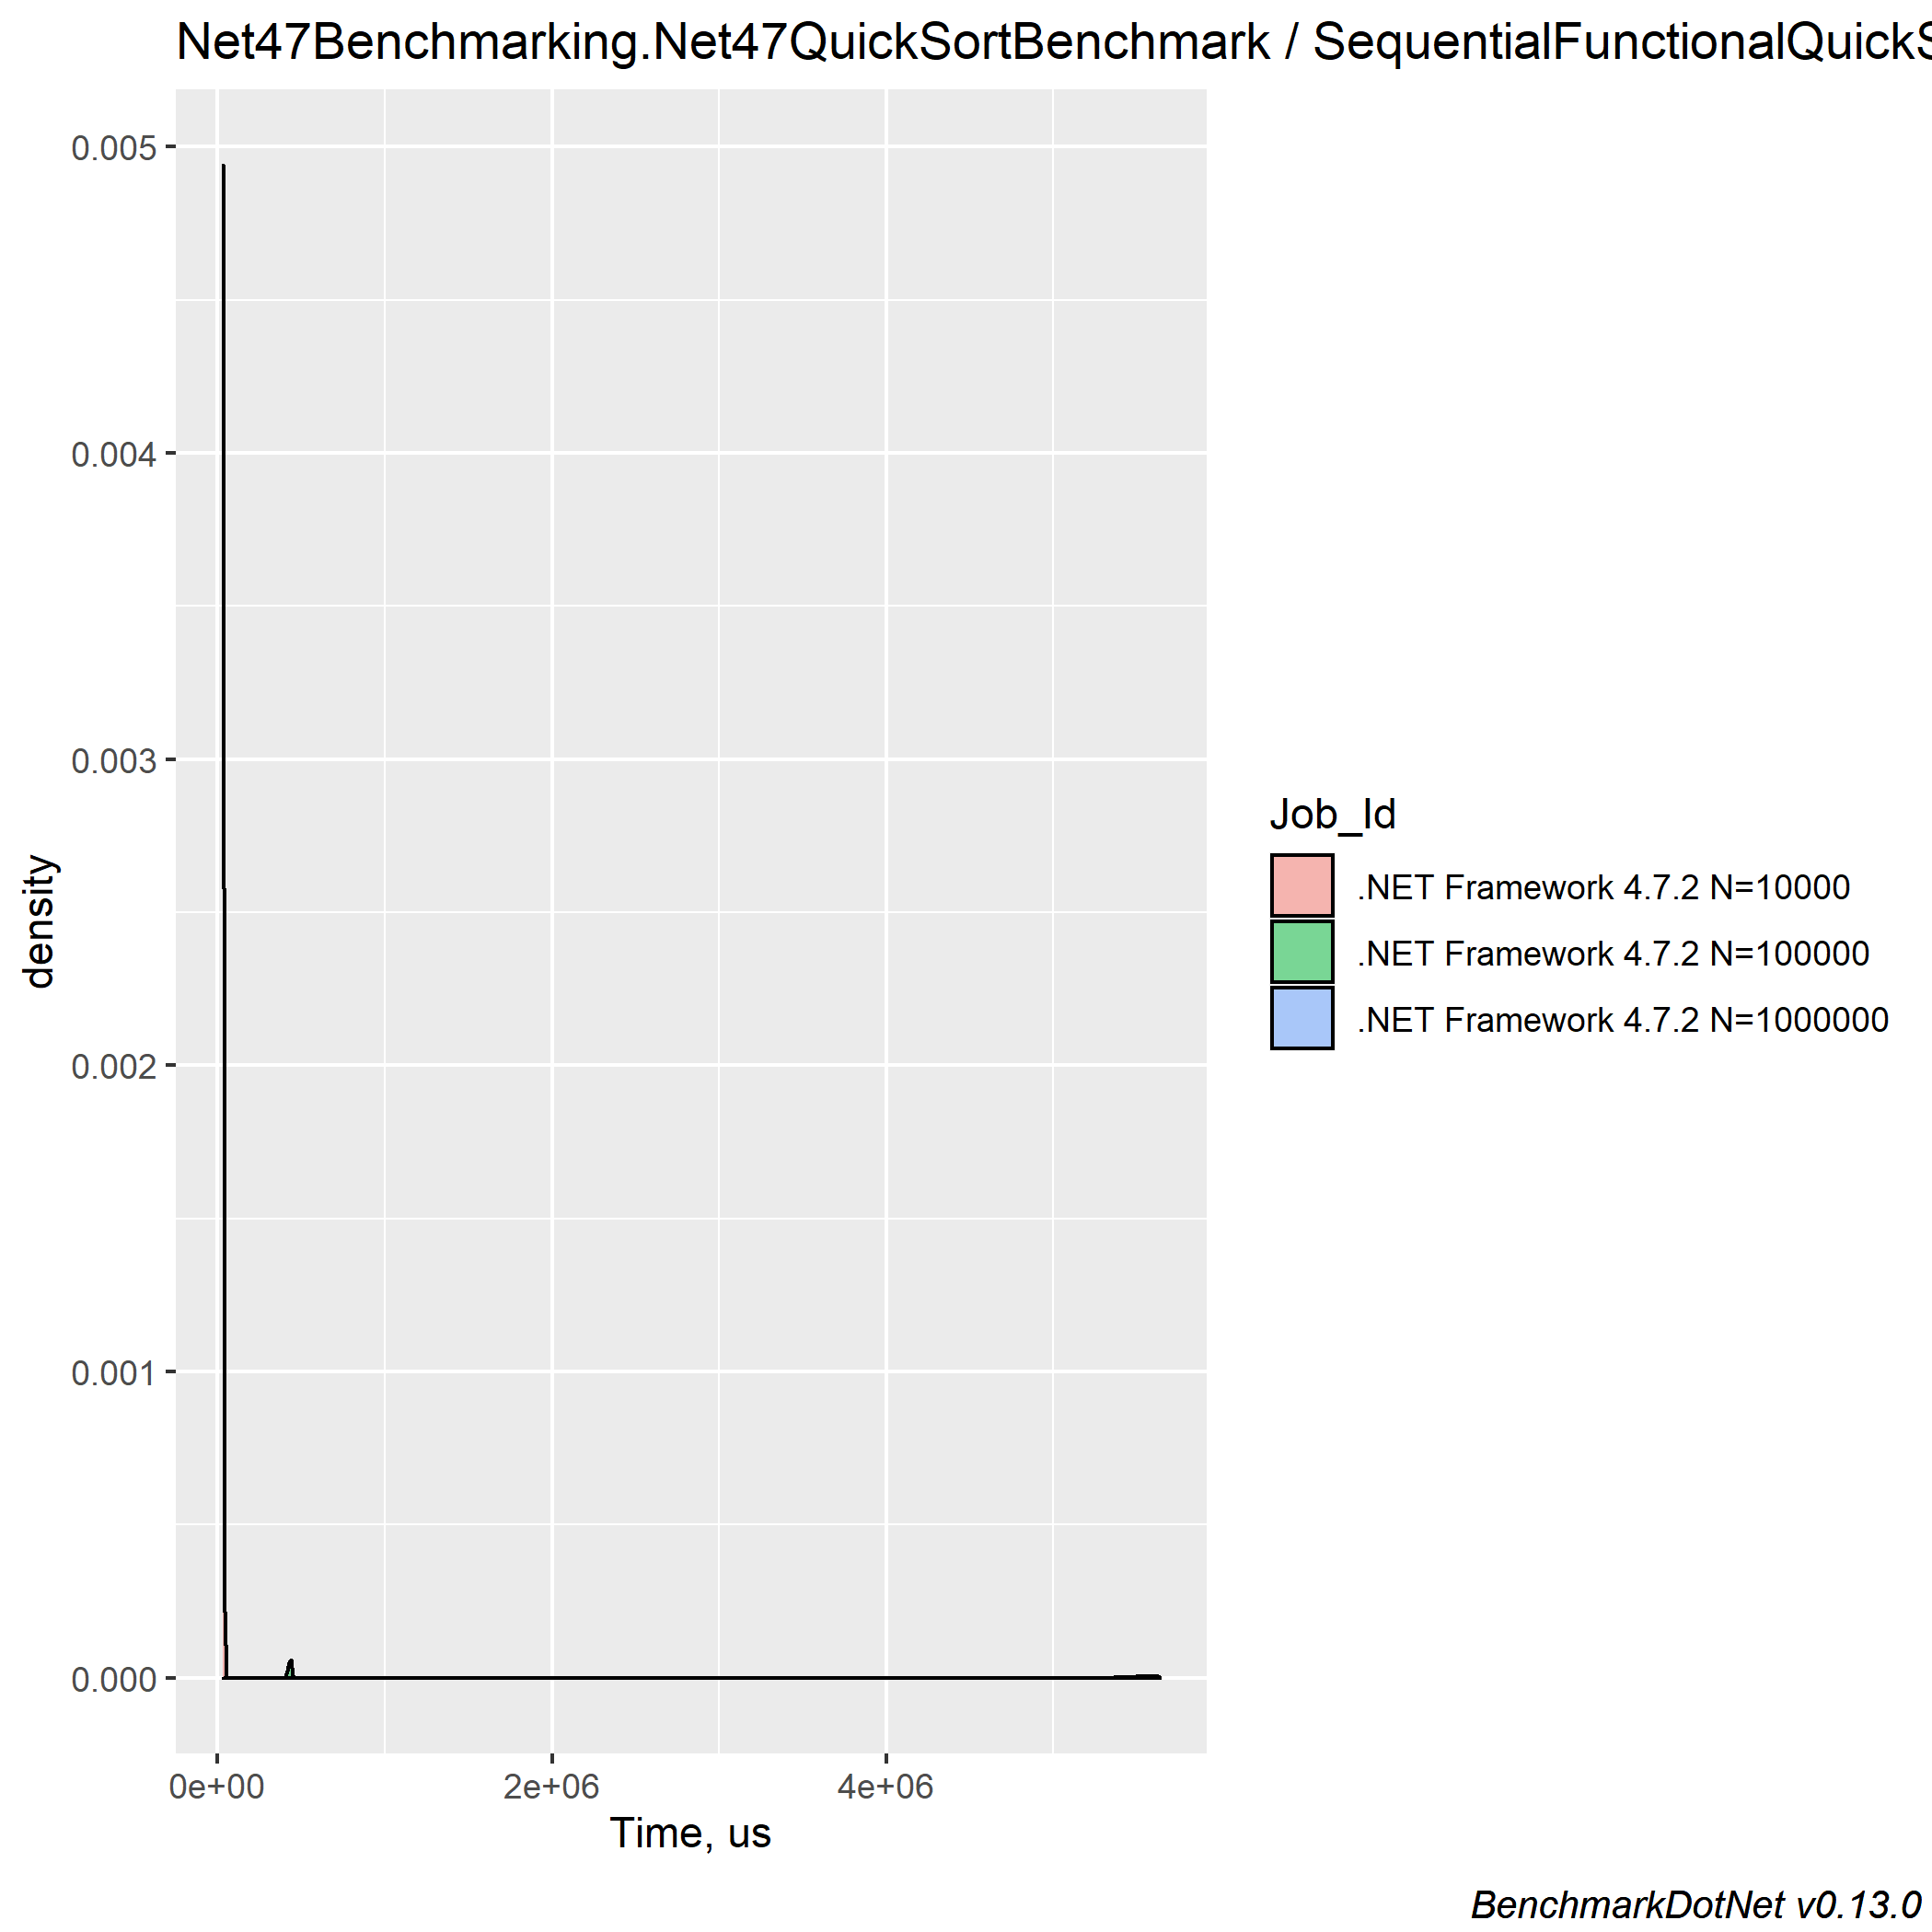 Net47Benchmarking.Net47QuickSortBenchmark / SequentialFunctionalQuickS
0.005
0.004
0.003
0.002
0.001
0.000
density
0e+00 2e+06 4e+06
Time, us
Job_Id
.NET Framework 4.7.2 N=10000
.NET Framework 4.7.2 N=100000
.NET Framework 4.7.2 N=1000000
BenchmarkDotNet v0.13.0